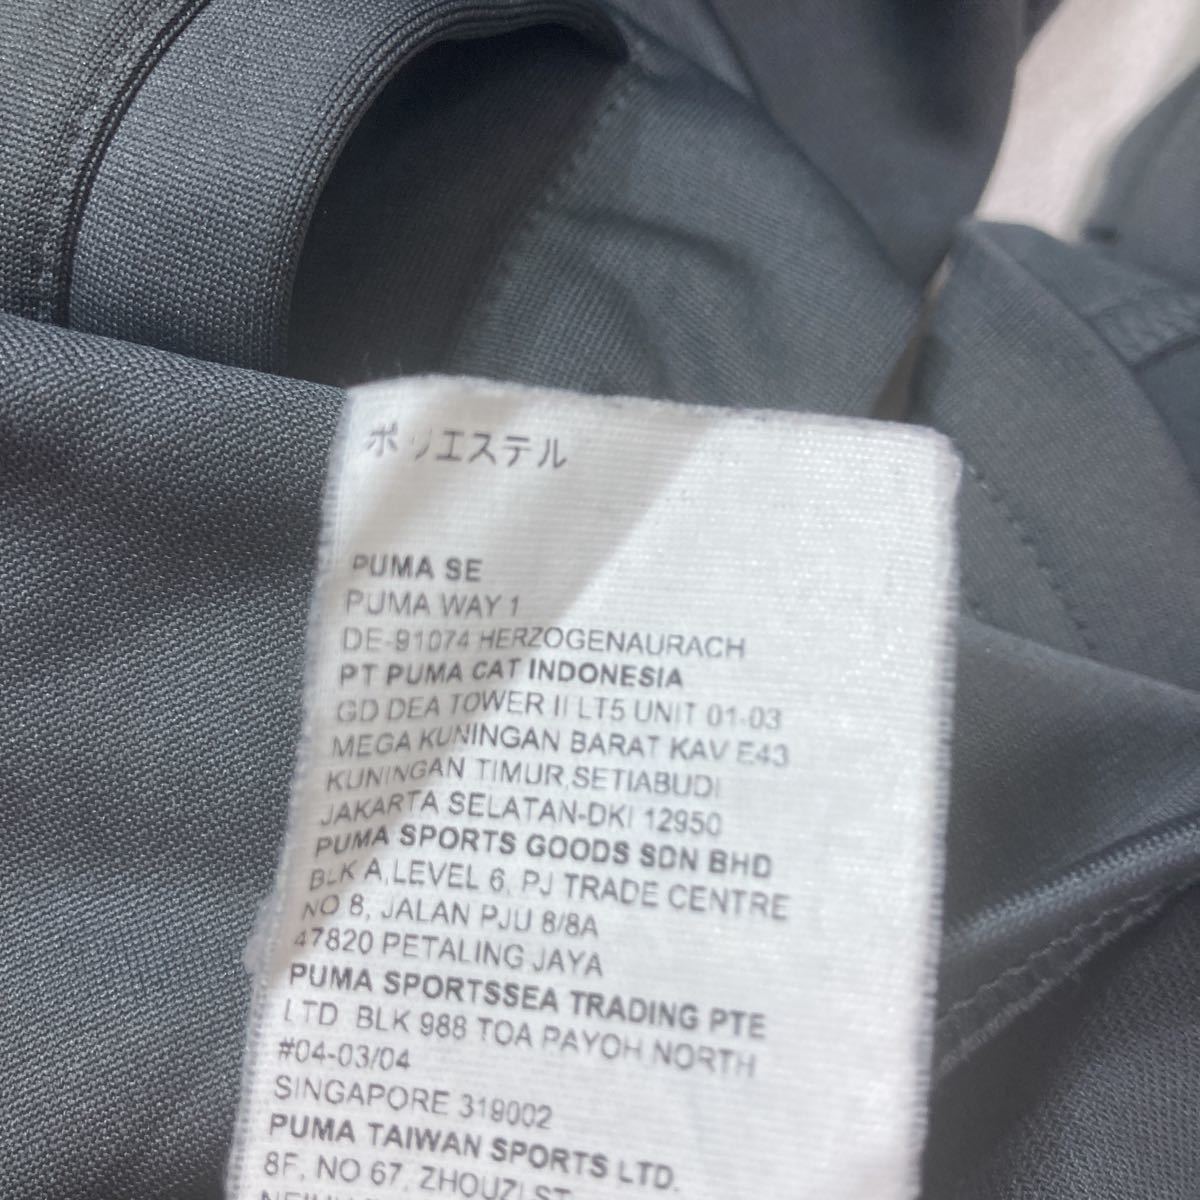 ポリエステル
PUMA SE
PUMA WAY 1
DE-91074 HERZOGENAURACH
PT PUMA CAT INDONESIA
GD DEA TOWER II LT5 UNIT 01-03
MEGA KUNINGAN BARAT KAV E43
KUNINGAN TIMUR,SETIABUDI
JAKARTA SELATAN-DKI 12950
PUMA SPORTS GOODS SDN BHD
BLK A,LEVEL 6, PJ TRADE CENTRE
NO 8, JALAN PJU 8/8A
47820 PETALING JAYA
PUMA SPORTSSEA TRADING PTE
LTD BLK 988 TOA PAYOH NORTH
#04-03/04
SINGAPORE 319002
PUMA TAIWAN SPORTS LTD.
8F, NO 67, ZHOUZI ST